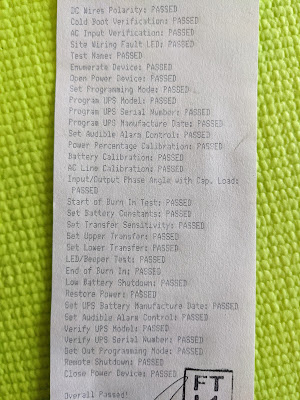 DC Wires Polarity: PASSED
Cold Boot Verification: PASSED
AC Input Verification: PASSED
Site Wiring Fault LED: PASSED
Test Name: PASSED
Enumerate Device: PASSED
Open Power Device: PASSED
Set Programming Mode: PASSED
Program UPS Model: PASSED
Program UPS Serial Number: PASSED
Program UPS Manufacture Date: PASSED
Set Audible Alarm Control: PASSED
Power Percentage Calibration: PASSED
Battery Calibration: PASSED
AC Line Calibration: PASSED
Input/Output Phase Angle with Cap. Load:
PASSED
Start of Burn In Test: PASSED
Set Battery Constants: PASSED
Set Transfer Sensitivity: PASSED
Set Upper Transfer: PASSED
Set Lower Transfer: PASSED
LED/Beeper Test: PASSED
End of Burn In: PASSED
Low Battery Shutdown: PASSED
Restore Power: PASSED
Set UPS Battery Manufacture Date: PASSED
Set Audible Alarm Control: PASSED
Verify UPS Model: PASSED
Verify UPS Serial Number: PASSED
Set Out Programming Mode: PASSED
Remote Shutdown: PASSED
Close Power Device: PASSED
Overall Passed!
FT